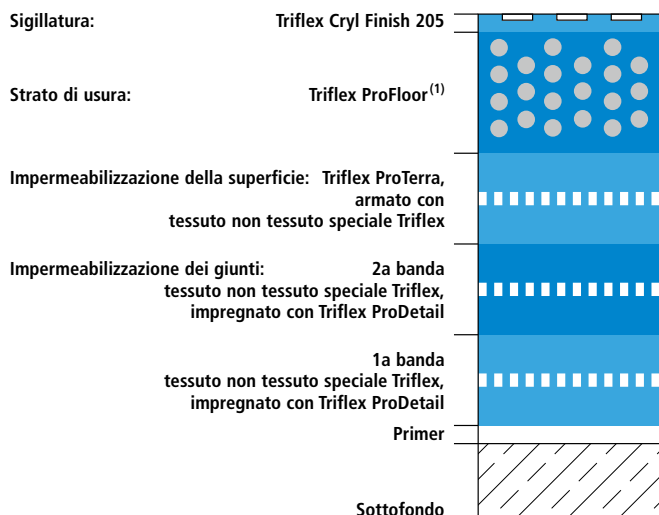 Sigillatura: Triflex Cryl Finish 205
Strato di usura: Triflex ProFloor(1)
Impermeabilizzazione della superficie: Triflex ProTerra,
armato con
tessuto non tessuto speciale Triflex
Impermeabilizzazione dei giunti: 2a banda
tessuto non tessuto speciale Triflex,
impregnato con Triflex ProDetail
1a banda
tessuto non tessuto speciale Triflex,
impregnato con Triflex ProDetail
Primer
Sottofondo